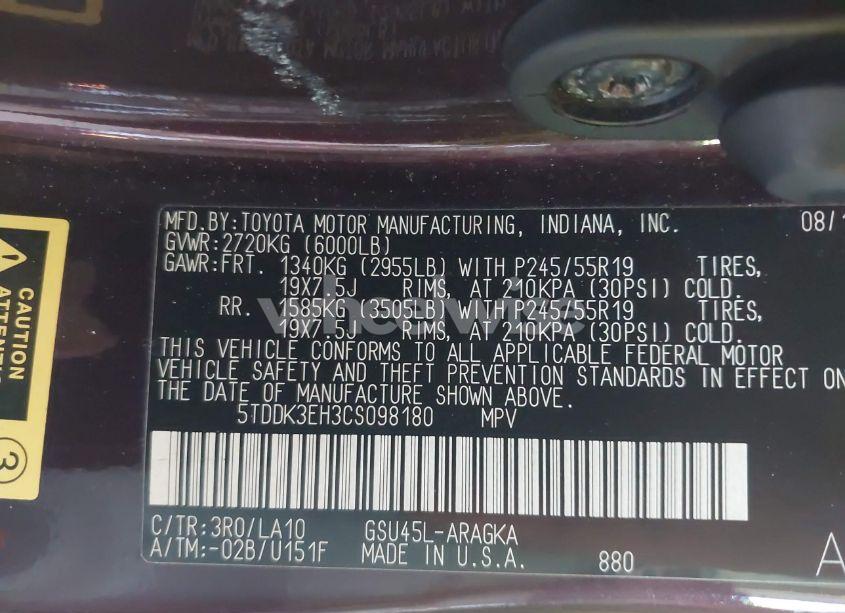 MFD.BY:TOYOTA MOTOR MANUFACTURING, INDIANA, INC. 08/1
GVWR:2720KG (6000LB)
GAWR:FRT. 1340KG (2955LB) WITH P245/55R19 TIRES,
19X7.5J RIMS, AT 210KPA (30PSI) COLD.
RR. 1585KG (3505LB) WITH P245/55R19 TIRES,
19X7.5J RIMS, AT 210KPA (30PSI) COLD.
THIS VEHICLE CONFORMS TO ALL APPLICABLE FEDERAL MOTOR
VEHICLE SAFETY AND THEFT PREVENTION STANDARDS IN EFFECT ON
THE DATE OF MANUFACTURE SHOWN ABOVE.
5TDDK3EH3CS098180 MPV
C/TR:3R0/LA10 GSU45L-ARAGKA
A/TM:-02B/U151F MADE IN U.S.A. 880 A
CAUTION
3
wheelwise